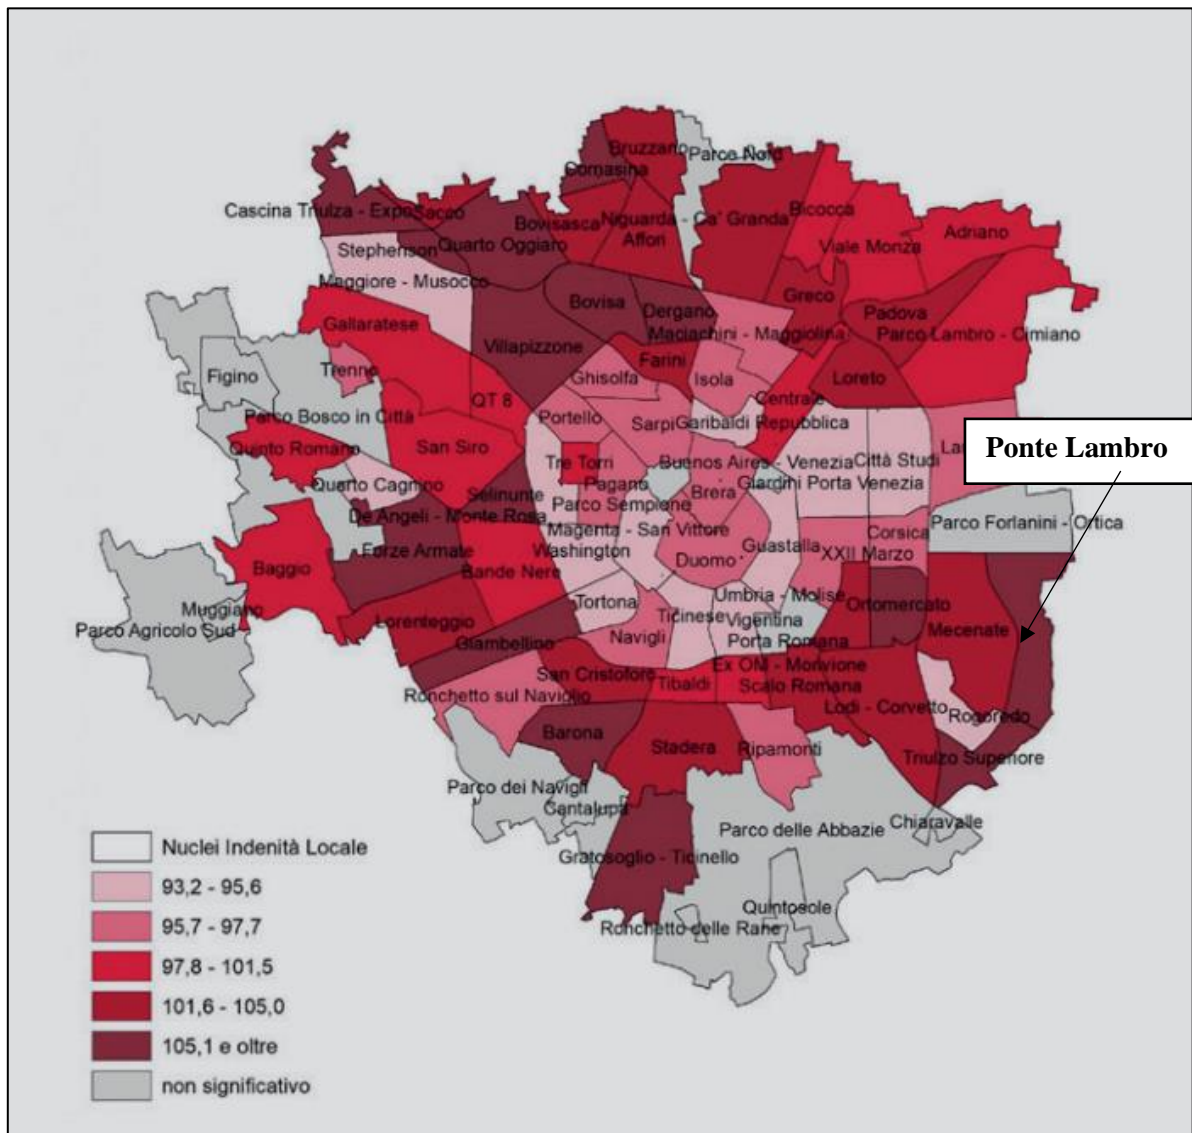 Bruzzano
Parco Nord
Comasina
Cascina Triulza - Expo
Sacco
Bovisasca
Niguarda - Ca' Granda
Bicocca
Affori
Adriano
Stephenson
Quarto Oggiaro
Viale Monza
Maggiore - Musocco
Bovisa
Dergano
Greco
Padova
Gallaratese
Villapizzone
Maciachini - Maggiolina
Parco Lambro - Cimiano
Farini
Trenno
Figino
Ghisolfa
Isola
Loreto
QT 8
Centrale
Parco Bosco in Città
Portello
Sarpi
Garibaldi Repubblica
Quinto Romano
San Siro
Ponte Lambro
Tre Torri
Buenos Aires - Venezia
Città Studi
La
Quarto Cagnino
Selinunte
Pagano
Brera
Giardini Porta Venezia
Parco Sempione
De Angeli - Monte Rosa
Parco Forlanini - Ortica
Magenta - San Vittore
Corsica
Forze Armate
Washington
Guastalla
XXII Marzo
Baggio
Bande Nere
Duomo
Muggiano
Tortona
Umbria - Molise
Ortomercato
Parco Agricolo Sud
Lorenteggio
Ticinese
Vigentina
Mecenate
Giambellino
Navigli
Porta Romana
San Cristoforo
Ex OM - Morivione
Ronchetto sul Naviglio
Tibaldi
Scalo Romana
Lodi - Corvetto
Rogoredo
Barona
Stadera
Ripamonti
Triulzo Superiore
Parco dei Navigli
Cantalupa
Parco delle Abbazie
Chiaravalle
Gratosoglio - Ticinello
Quintosole
Ronchetto delle Rane
Nuclei Indenità Locale
93,2 - 95,6
95,7 - 97,7
97,8 - 101,5
101,6 - 105,0
105,1 e oltre
non significativo